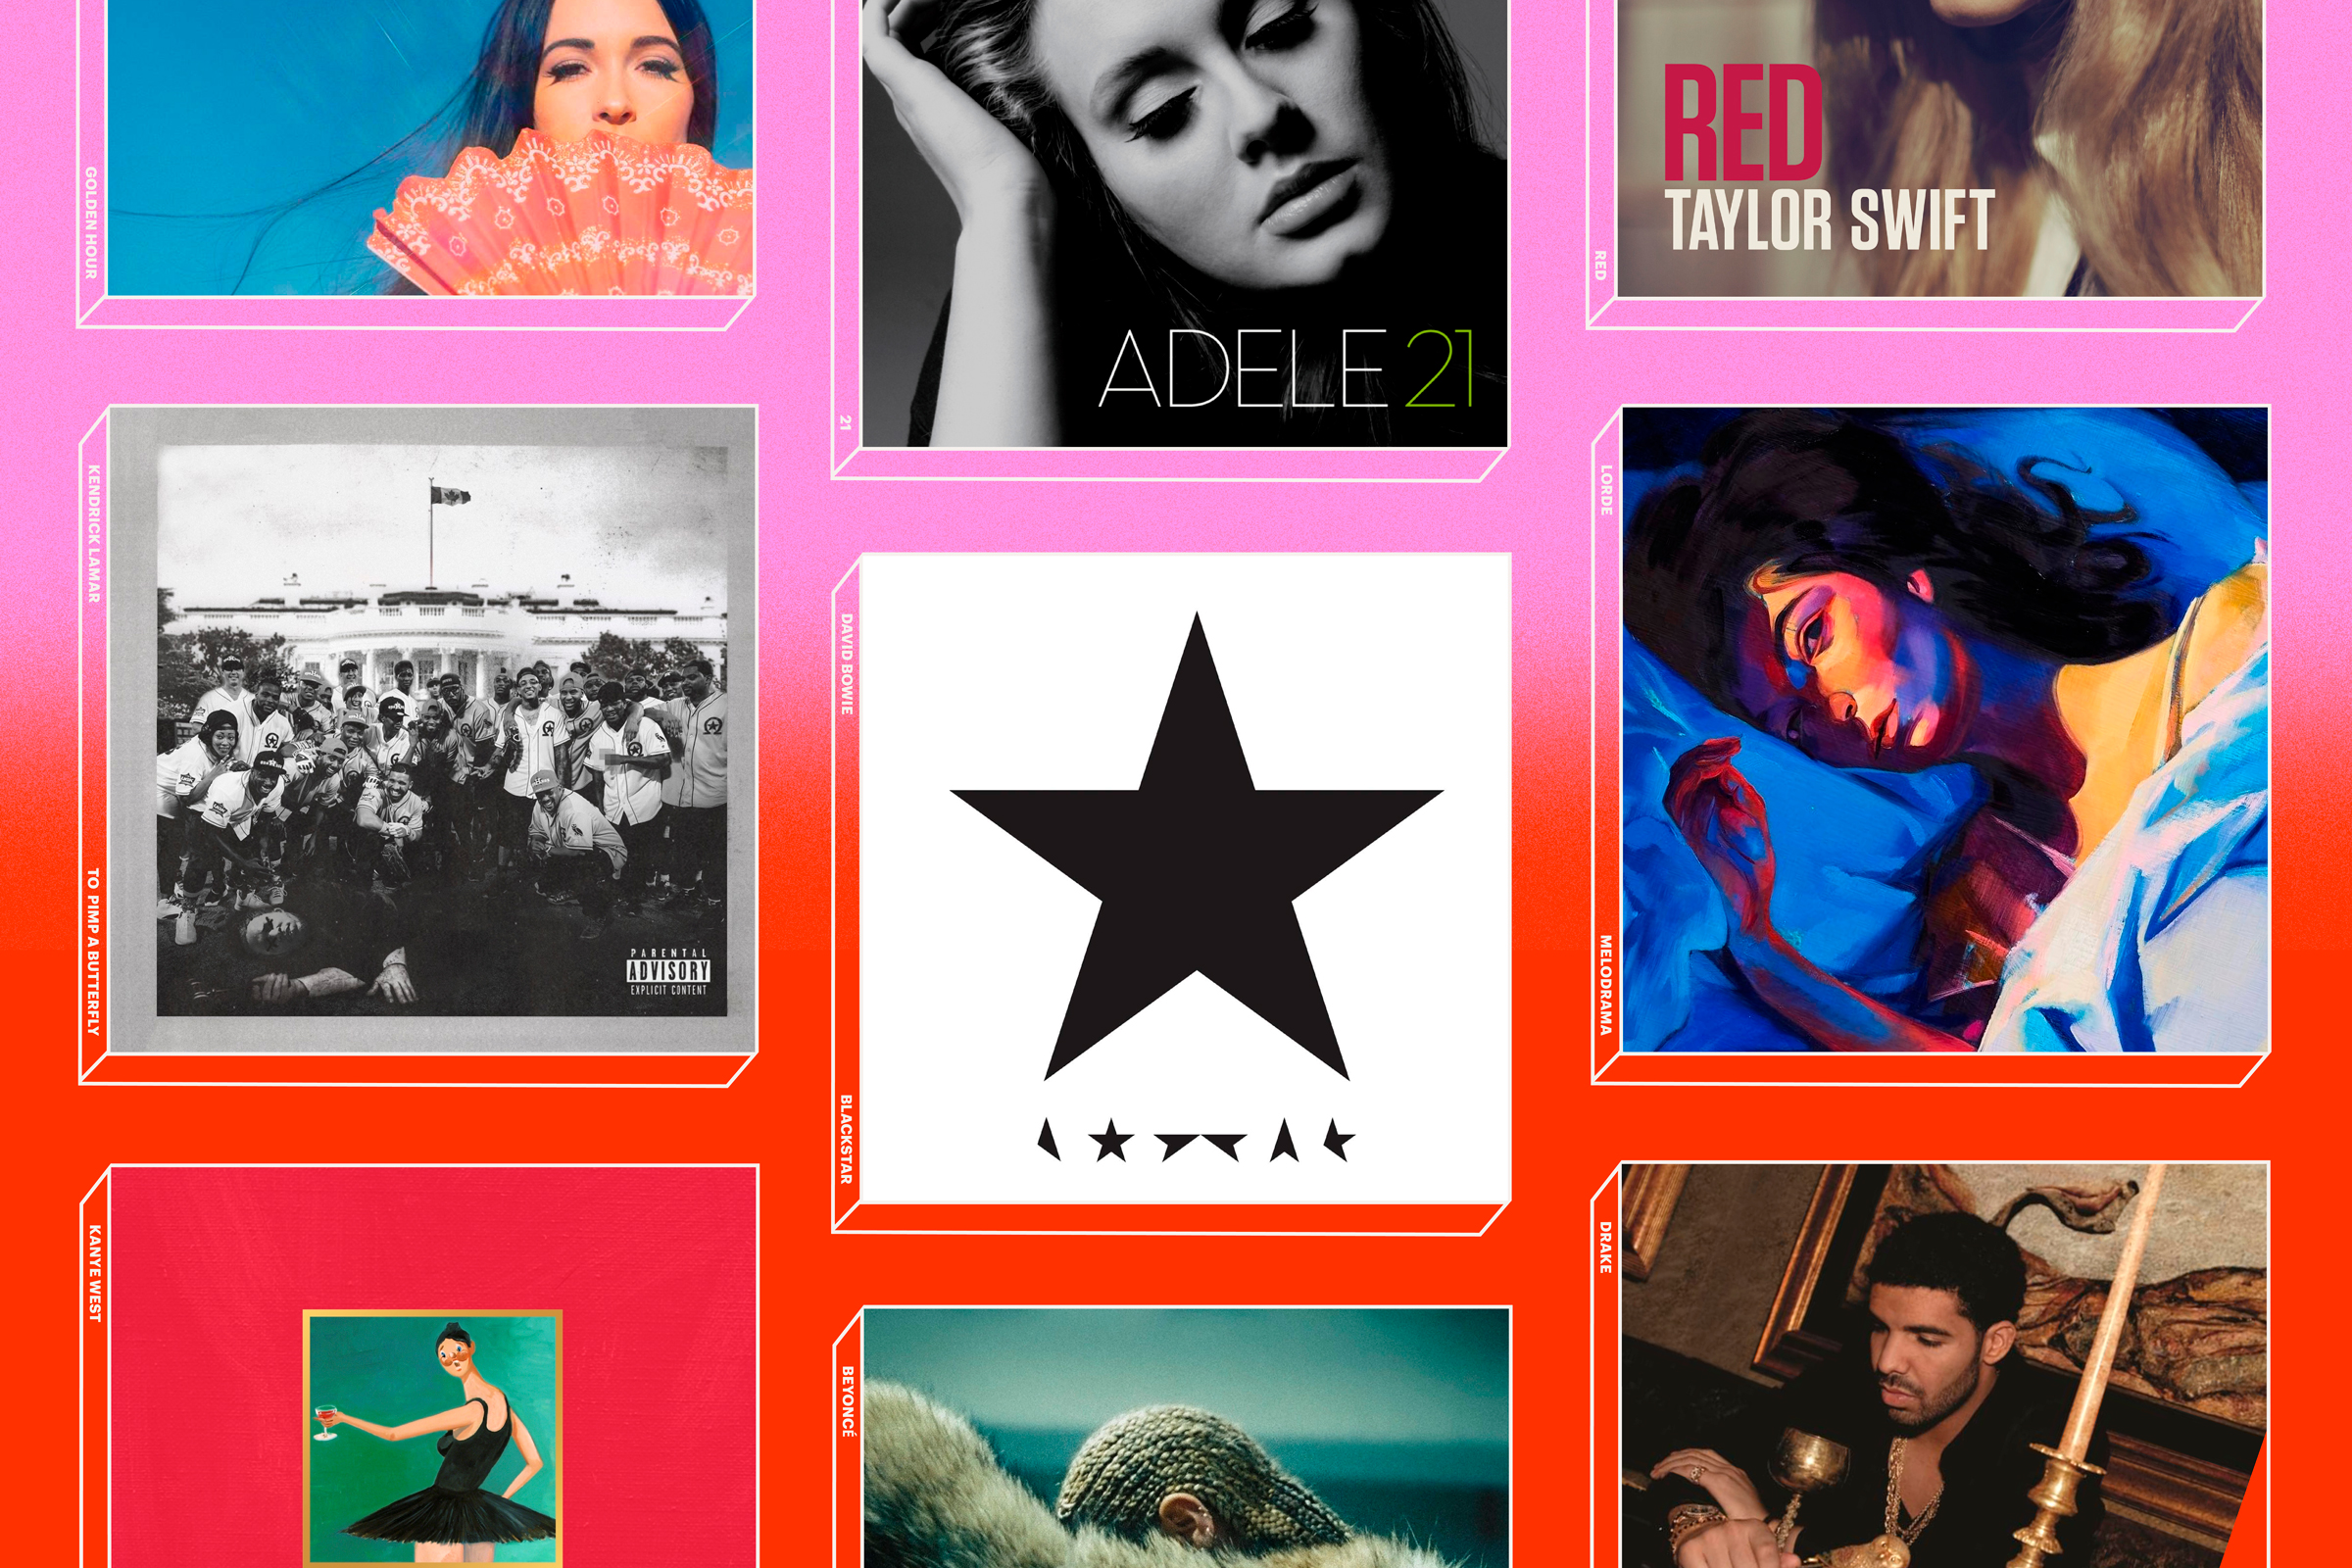 GOLDEN HOUR
ADELE 21
21
RED
TAYLOR SWIFT
RED
KENDRICK LAMAR
TO PIMP A BUTTERFLY
PARENTAL
ADVISORY
EXPLICIT CONTENT
DAVID BOWIE
BLACKSTAR
LORDE
MELODRAMA
KANYE WEST
BEYONCÉ
DRAKE